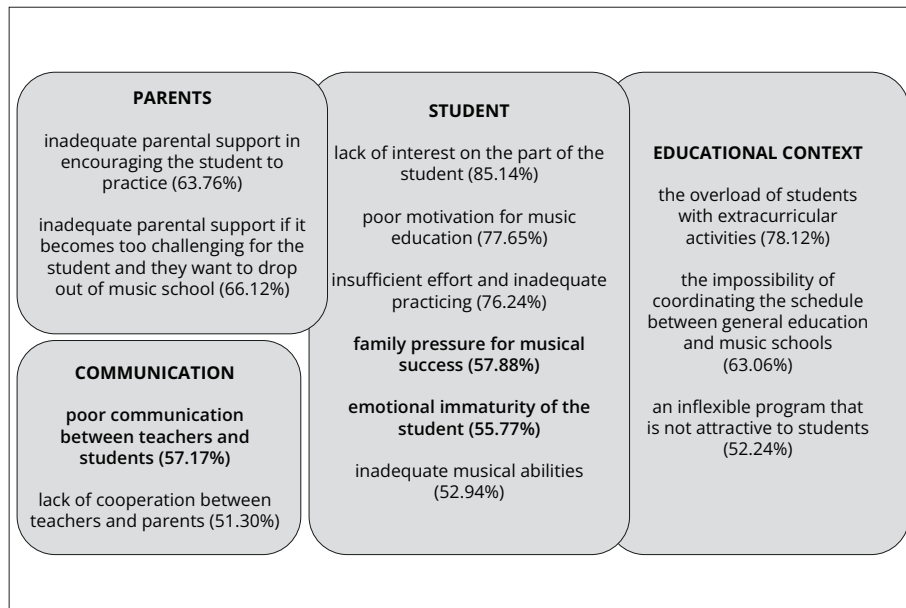 PARENTS
inadequate parental support in
encouraging the student to
practice (63.76%)
inadequate parental support if it
becomes too challenging for the
student and they want to drop
out of music school (66.12%)
COMMUNICATION
poor communication
between teachers and
students (57.17%)
lack of cooperation between
teachers and parents (51.30%)
STUDENT
lack of interest on the part of the
student (85.14%)
poor motivation for music
education (77.65%)
insufficient effort and inadequate
practicing (76.24%)
family pressure for musical
success (57.88%)
emotional immaturity of the
student (55.77%)
inadequate musical abilities
(52.94%)
EDUCATIONAL CONTEXT
the overload of students
with extracurricular
activities (78.12%)
the impossibility of
coordinating the schedule
between general education
and music schools
(63.06%)
an inflexible program that
is not attractive to students
(52.24%)